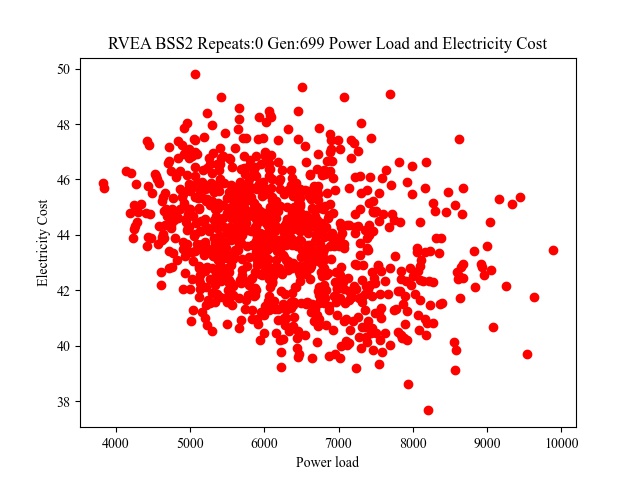 RVEA BSS2 Repeats:0 Gen:699 Power Load and Electricity Cost
50
48
46
44
42
40
38
Electricity Cost
4000 5000 6000 7000 8000 9000 10000
Power load